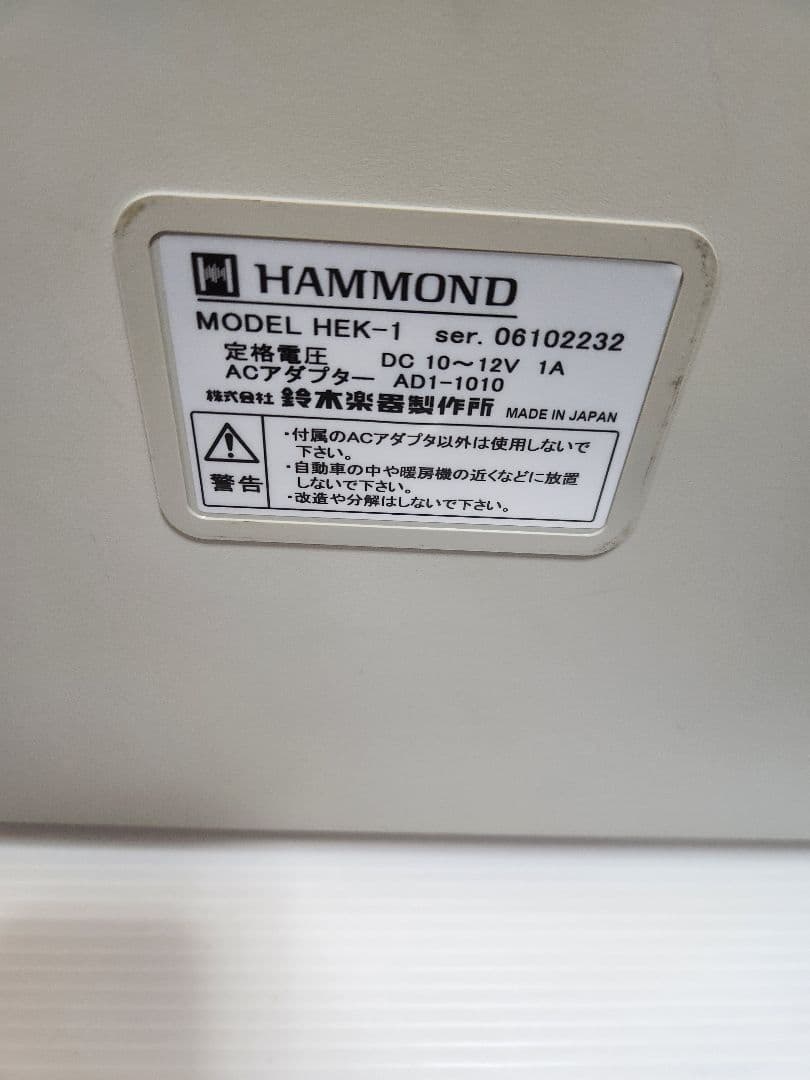 HAMMOND
MODEL HEK-1 ser. 06102232
定格電圧 DC 10～12V 1A
ACアダプター AD1-1010
株式会社 鈴木楽器製作所 MADE IN JAPAN
警告
・付属のACアダプタ以外は使用しないで
下さい。
・自動車の中や暖房機の近くなどに放置
しないで下さい。
・改造や分解はしないで下さい。